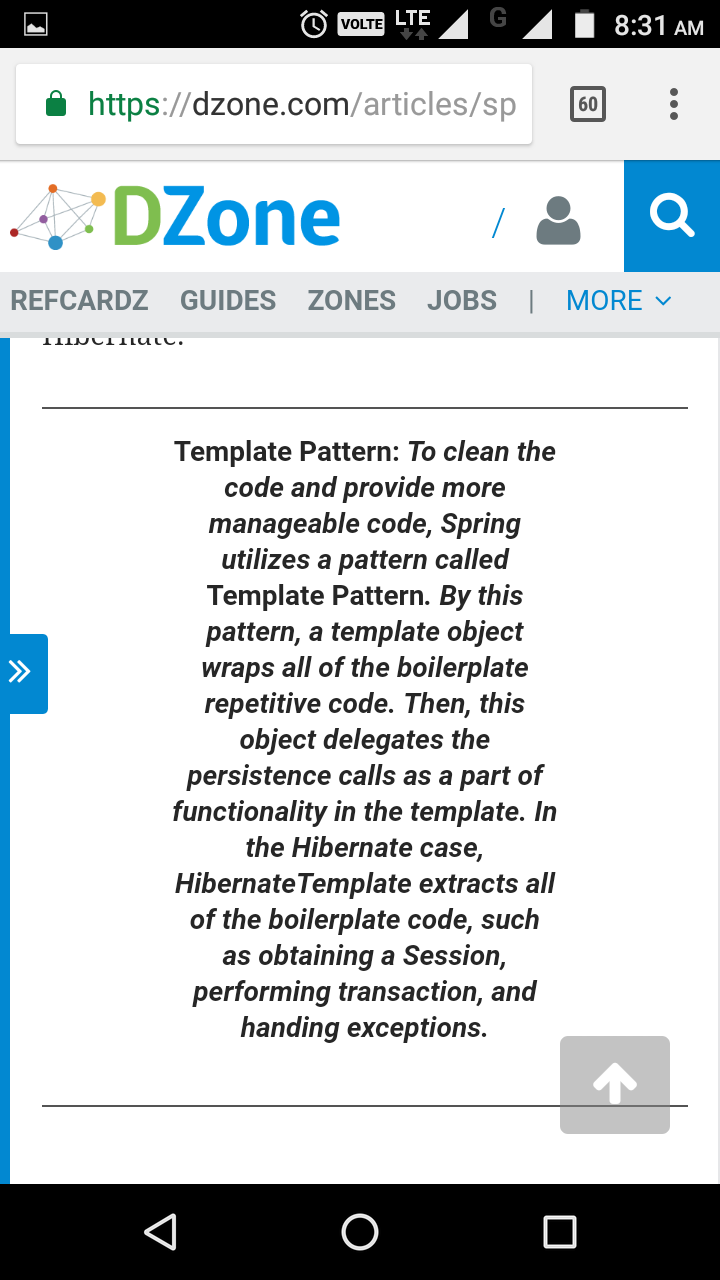 VOLTE LTE G 8:31 AM
https://dzone.com/articles/sp 60
DZone /
REFCARDZ GUIDES ZONES JOBS | MORE
Hibernate.
Template Pattern: To clean the
code and provide more
manageable code, Spring
utilizes a pattern called
Template Pattern. By this
pattern, a template object
wraps all of the boilerplate
repetitive code. Then, this
object delegates the
persistence calls as a part of
functionality in the template. In
the Hibernate case,
HibernateTemplate extracts all
of the boilerplate code, such
as obtaining a Session,
performing transaction, and
handing exceptions.